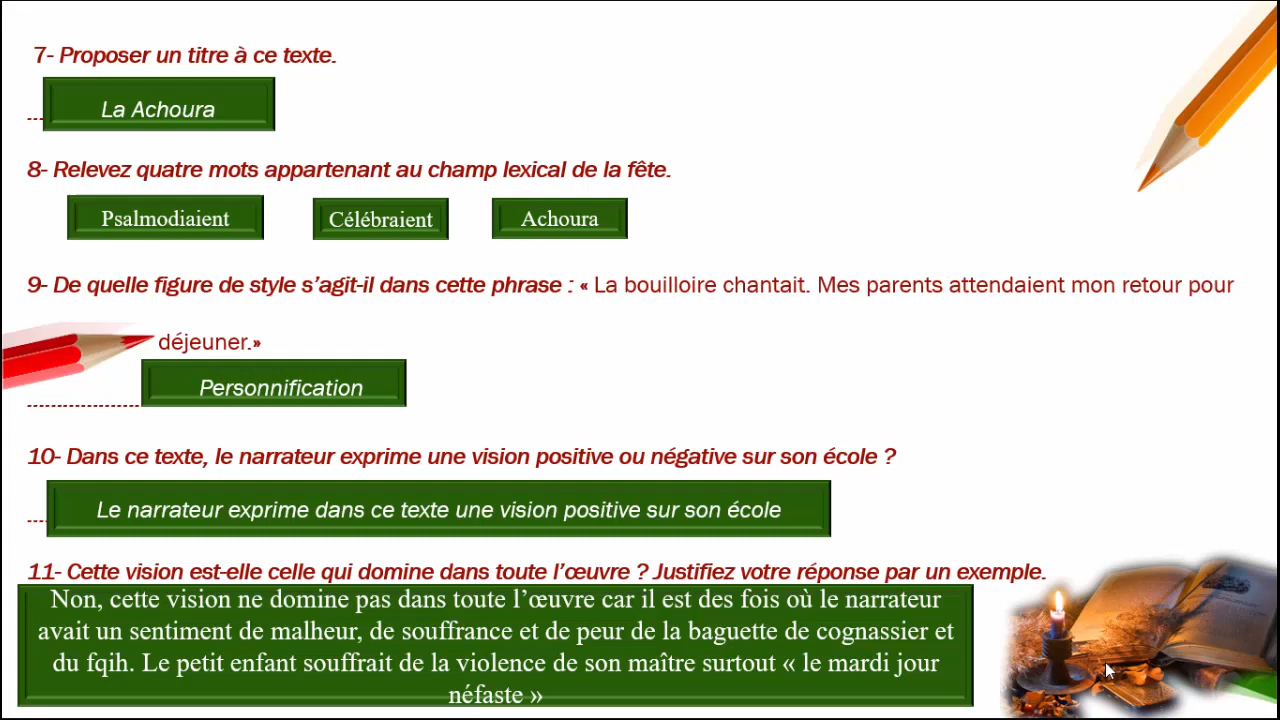 7- Proposer un titre à ce texte.
La Achoura
8- Relevez quatre mots appartenant au champ lexical de la fête.
Psalmodiaient Célébraient Achoura
9- De quelle figure de style s’agit-il dans cette phrase : « La bouilloire chantait. Mes parents attendaient mon retour pour
déjeuner.»
Personnification
10- Dans ce texte, le narrateur exprime une vision positive ou négative sur son école ?
Le narrateur exprime dans ce texte une vision positive sur son école
11- Cette vision est-elle celle qui domine dans toute l’œuvre ? Justifiez votre réponse par un exemple.
Non, cette vision ne domine pas dans toute l’œuvre car il est des fois où le narrateur
avait un sentiment de malheur, de souffrance et de peur de la baguette de cognassier et
du fqih. Le petit enfant souffrait de la violence de son maître surtout « le mardi jour
néfaste »